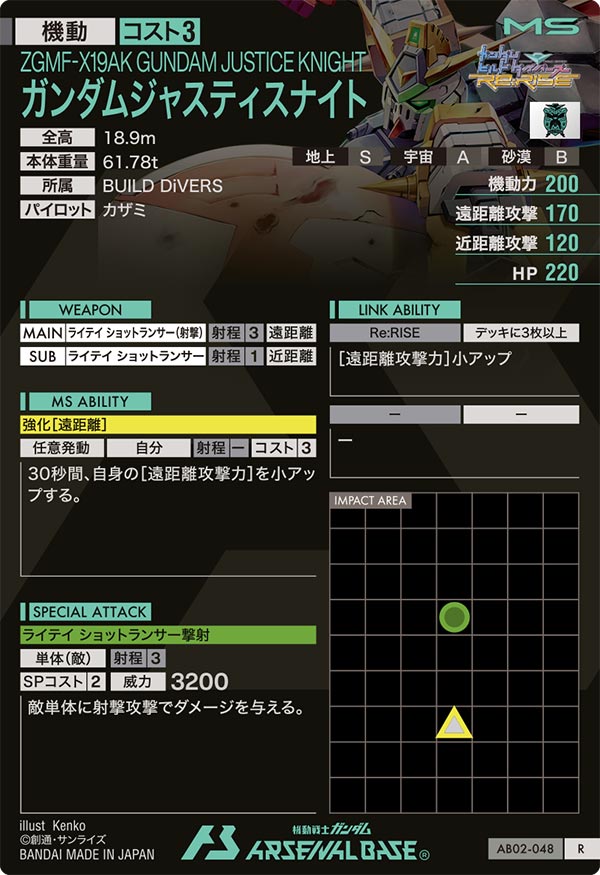 機動 コスト3 MS
ZGMF-X19AK GUNDAM JUSTICE KNIGHT
ガンダムジャスティスナイト
ガンダムビルドダイバーズ Re:RISE
全高 18.9m
本体重量 61.78t
所属 BUILD DiVERS
パイロット カザミ
地上 S 宇宙 A 砂漠 B
機動力 200
遠距離攻撃 170
近距離攻撃 120
HP 220
WEAPON
MAIN ライテイ ショットランサー(射撃) 射程 3 遠距離
SUB ライテイ ショットランサー 射程 1 近距離
MS ABILITY
強化[遠距離]
任意発動 自分 射程 ー コスト 3
30秒間、自身の[遠距離攻撃力]を小アッ
プする。
SPECIAL ATTACK
ライテイ ショットランサー撃射
単体(敵) 射程 3
SPコスト 2 威力 3200
敵単体に射撃攻撃でダメージを与える。
LINK ABILITY
Re:RISE デッキに3枚以上
[遠距離攻撃力]小アップ
ー ー
ー
IMPACT AREA
illust Kenko
©創通・サンライズ
BANDAI MADE IN JAPAN
機動戦士ガンダム
ARSENAL BASE®
AB02-048 R